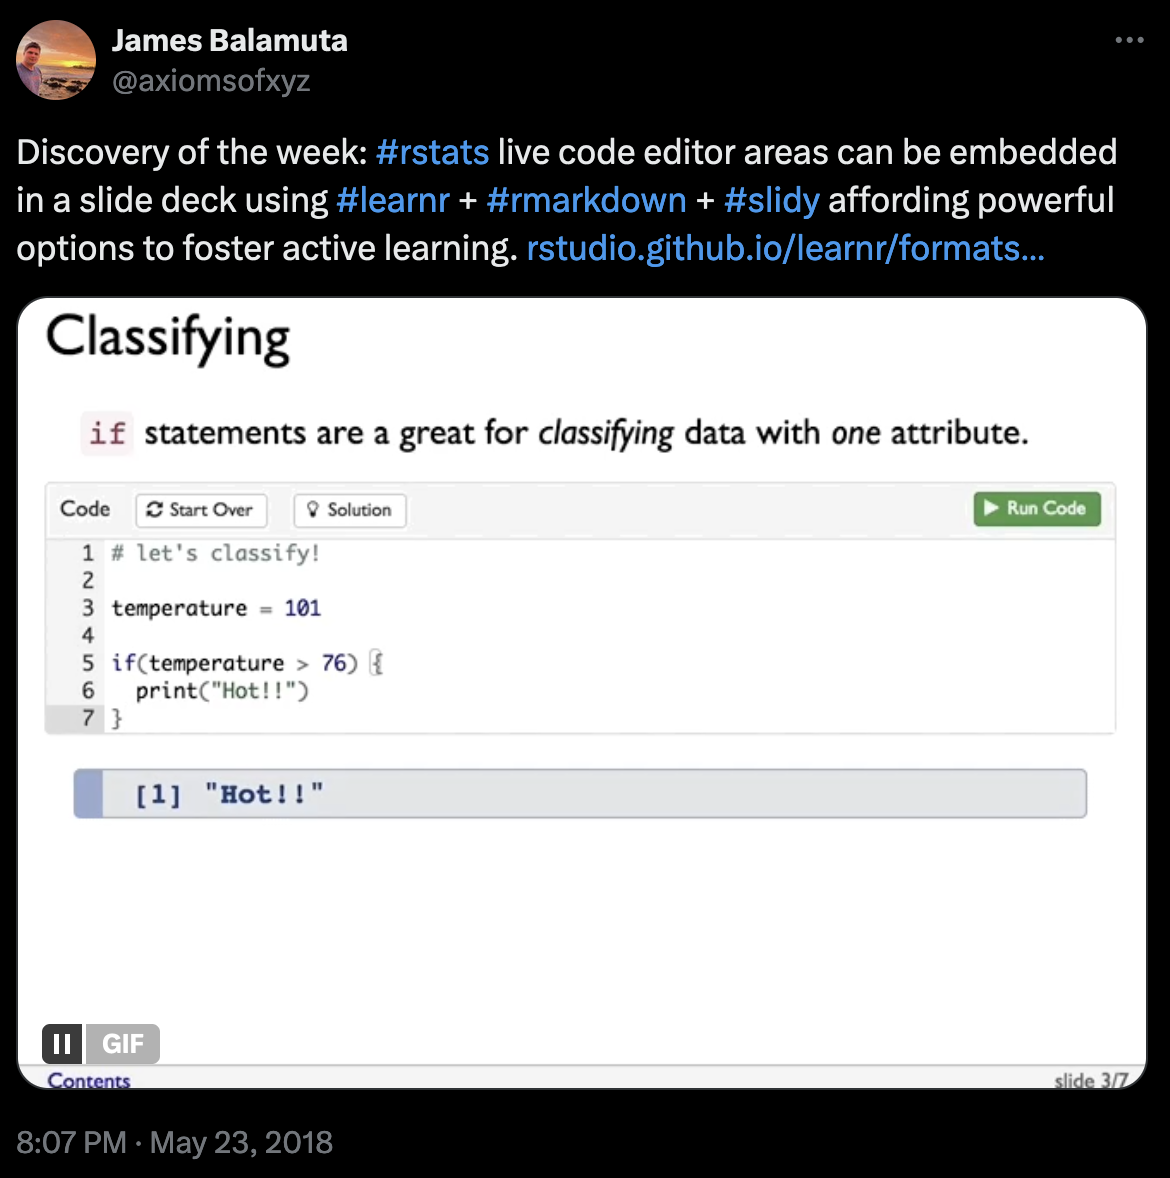 James Balamuta
@axiomsofxyz
Discovery of the week: #rstats live code editor areas can be embedded
in a slide deck using #learnr + #rmarkdown + #slidy affording powerful
options to foster active learning. rstudio.github.io/learnr/formats...
Classifying
if statements are a great for classifying data with one attribute.
Code Start Over Solution Run Code
1 # let's classify!
2
3 temperature = 101
4
5 if(temperature > 76) {
6 print("Hot!!")
7 }
[1] "Hot!!"
GIF
Contents slide 3/7
8:07 PM · May 23, 2018